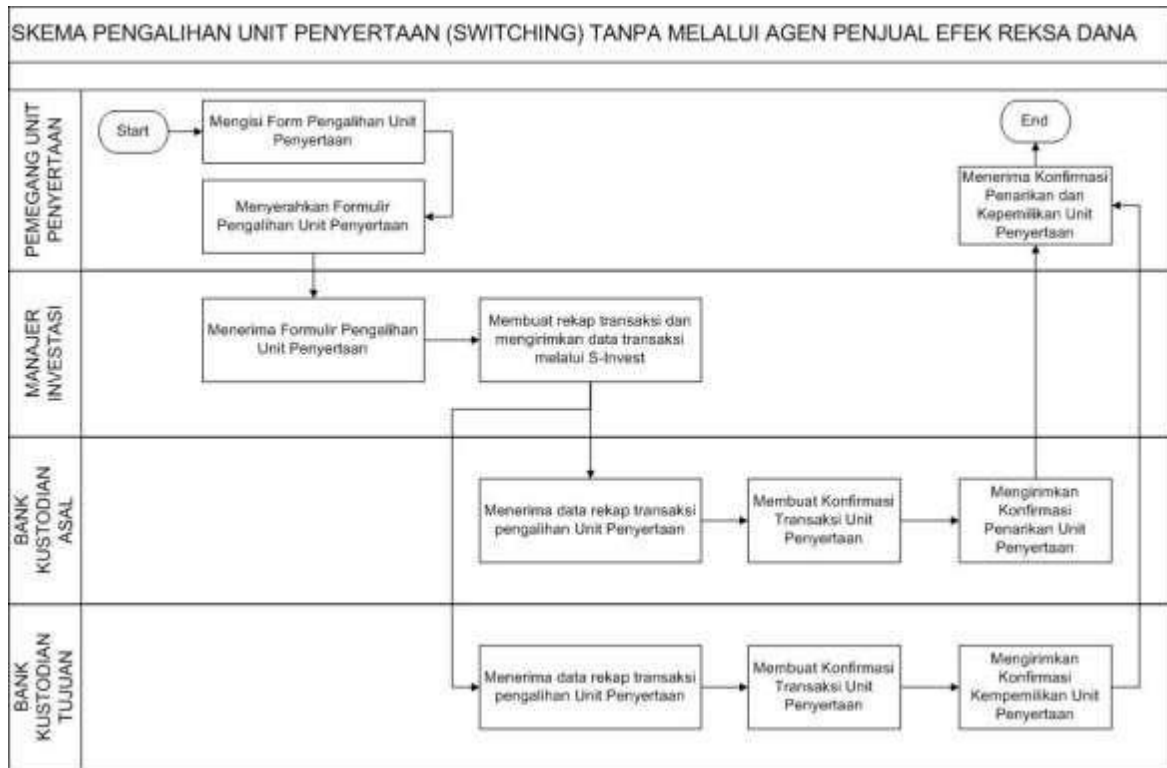 SKEMA PENGALIHAN UNIT PENYERTAAN (SWITCHING) TANPA MELALUI AGEN PENJUAL EFEK REKSA DANA
PEMEGANG UNIT
PENYERTAAN
Start
Mengisi Form Pengalihan Unit
Penyertaan
Menyerahkan Formulir
Pengalihan Unit Penyertaan
End
Menerima Konfirmasi
Penarikan dan
Kepemilikan Unit
Penyertaan
MANAJER
INVESTASI
Menerima Formulir Pengalihan
Unit Penyertaan
Membuat rekap transaksi dan
mengirimkan data transaksi
melalui S-Invest
BANK
KUSTODIAN
ASAL
Menerima data rekap transaksi
pengalihan Unit Penyertaan
Membuat Konfirmasi
Transaksi Unit
Penyertaan
Mengirimkan
Konfirmasi
Penarikan Unit
Penyertaan
BANK
KUSTODIAN
TUJUAN
Menerima data rekap transaksi
pengalihan Unit Penyertaan
Membuat Konfirmasi
Transaksi Unit
Penyertaan
Mengirimkan
Konfirmasi
Kempemilikan Unit
Penyertaan